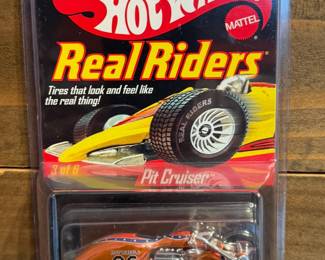 HOT WHEELS
MATTEL
Real Riders
Tires that look and feel like
the real thing!
REAL RIDERS
3 of 6
Pit Cruiser